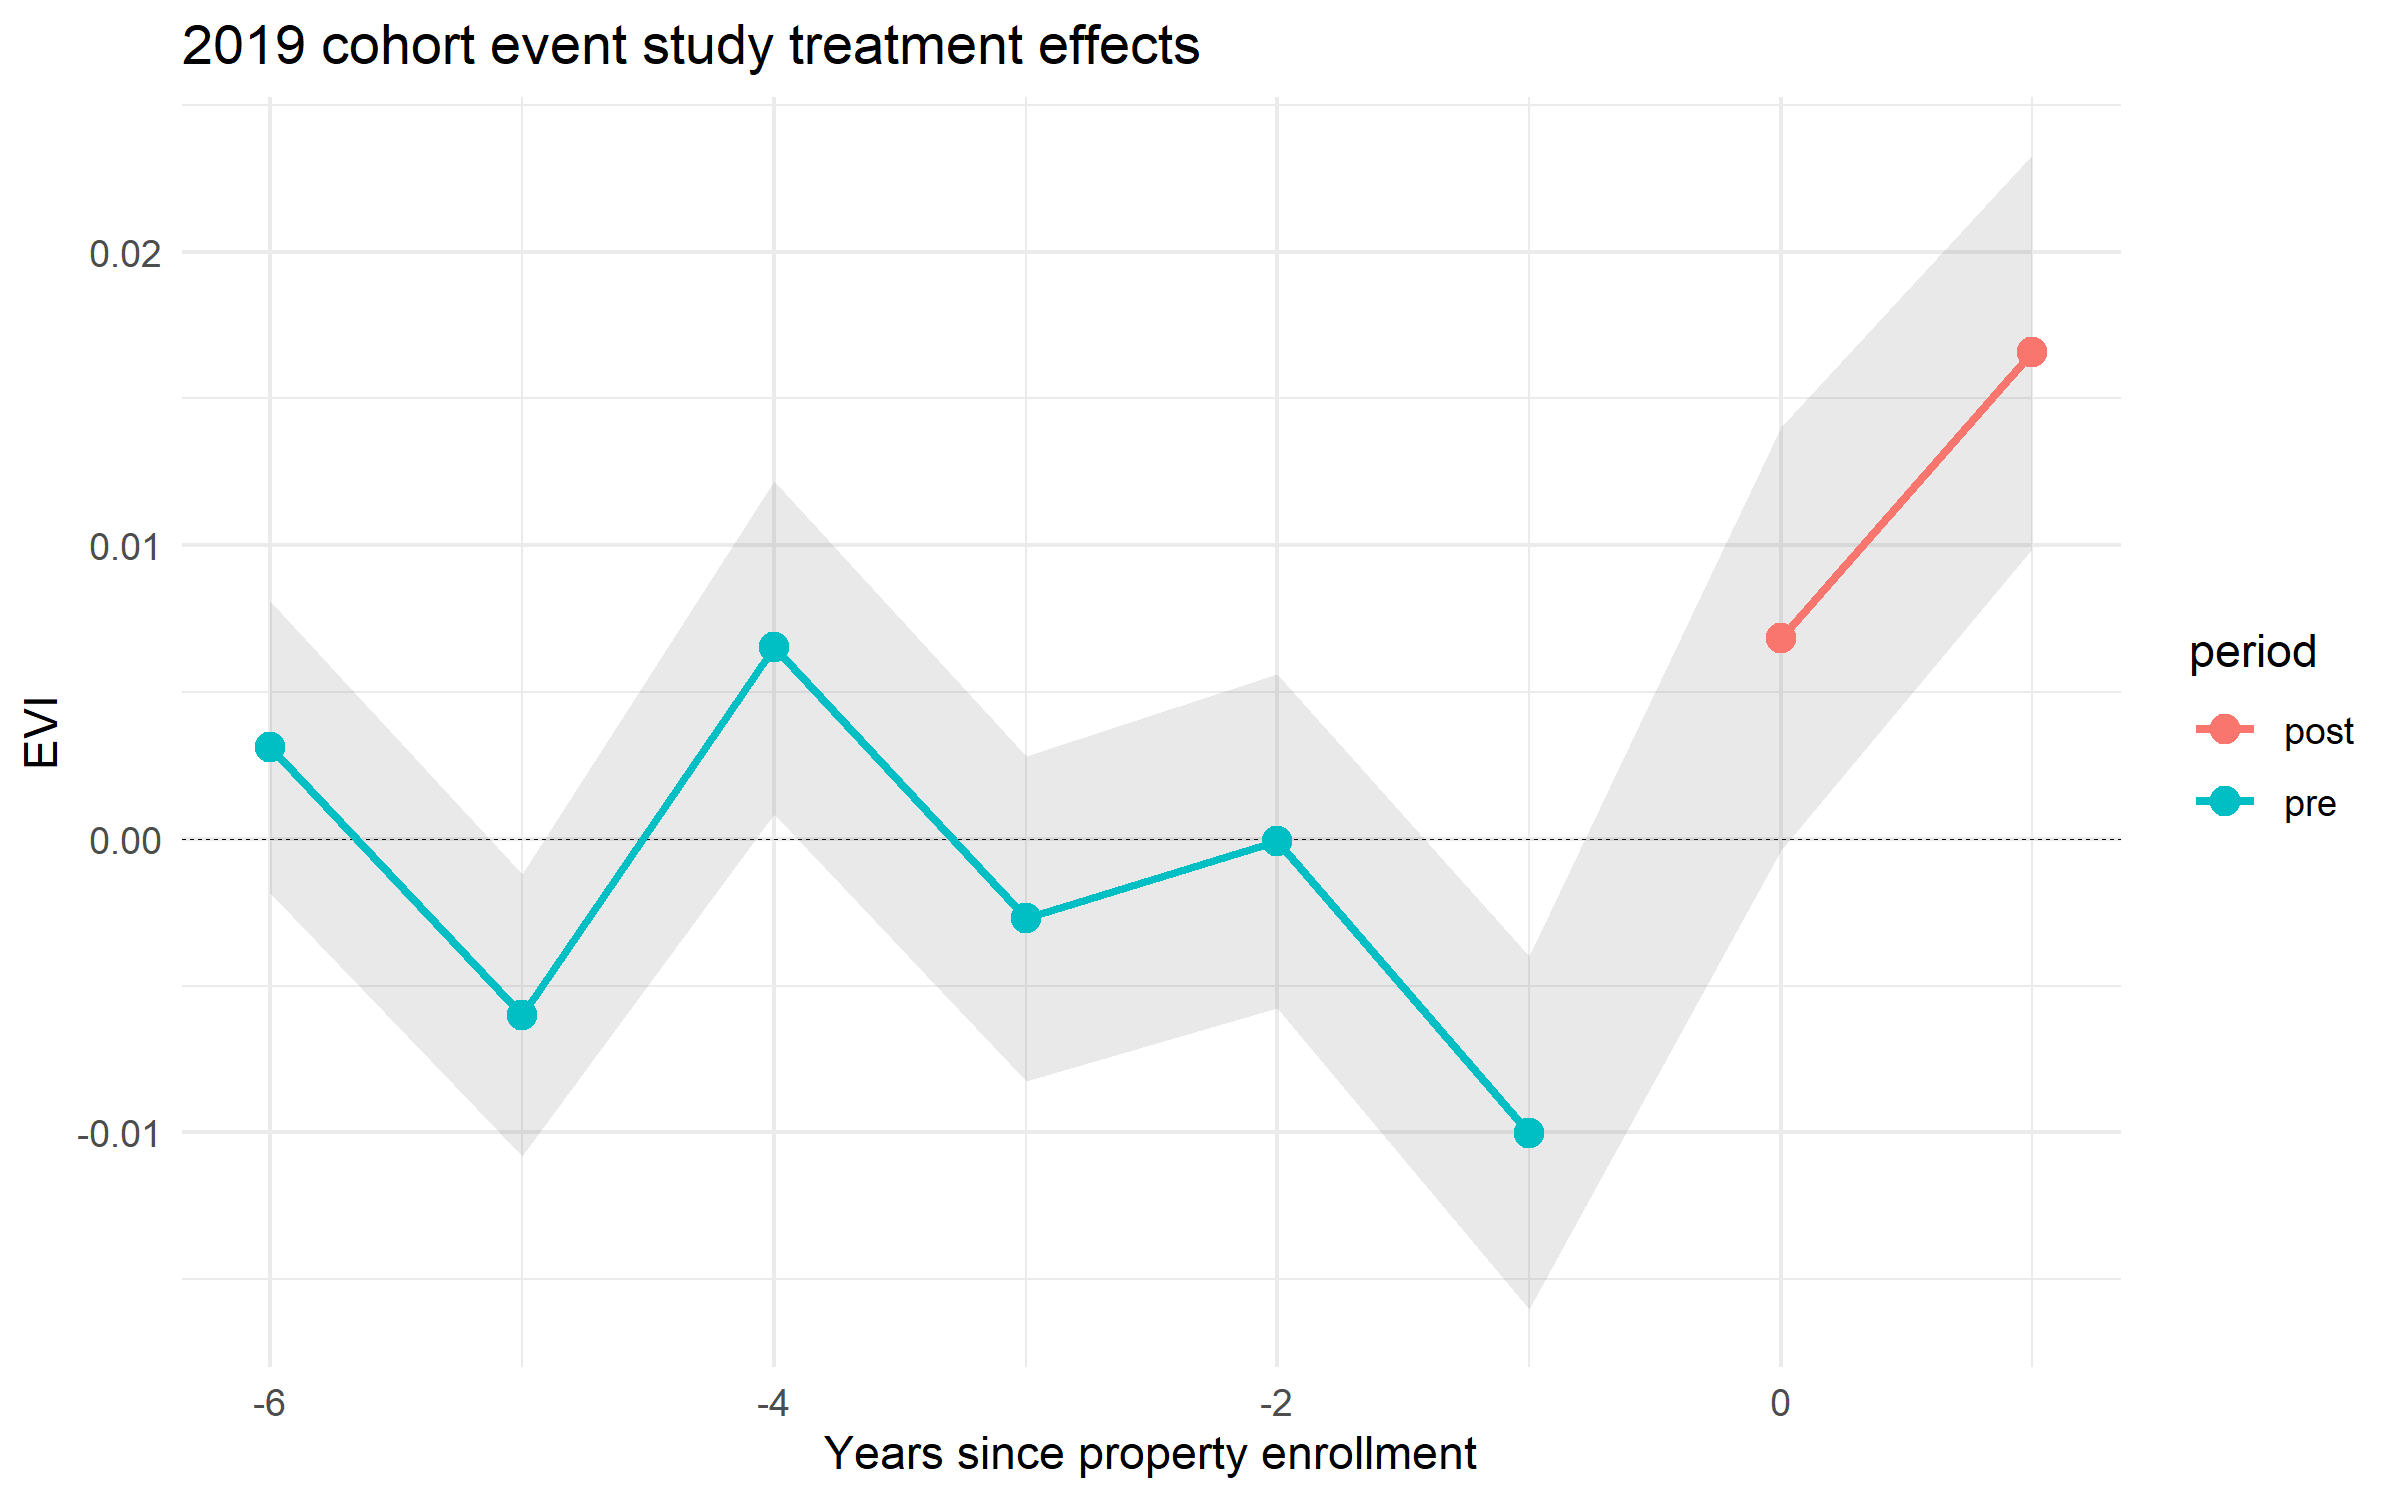 2019 cohort event study treatment effects
EVI
0.02
0.01
0.00
-0.01
-6
-4
-2
0
Years since property enrollment
period
post
pre